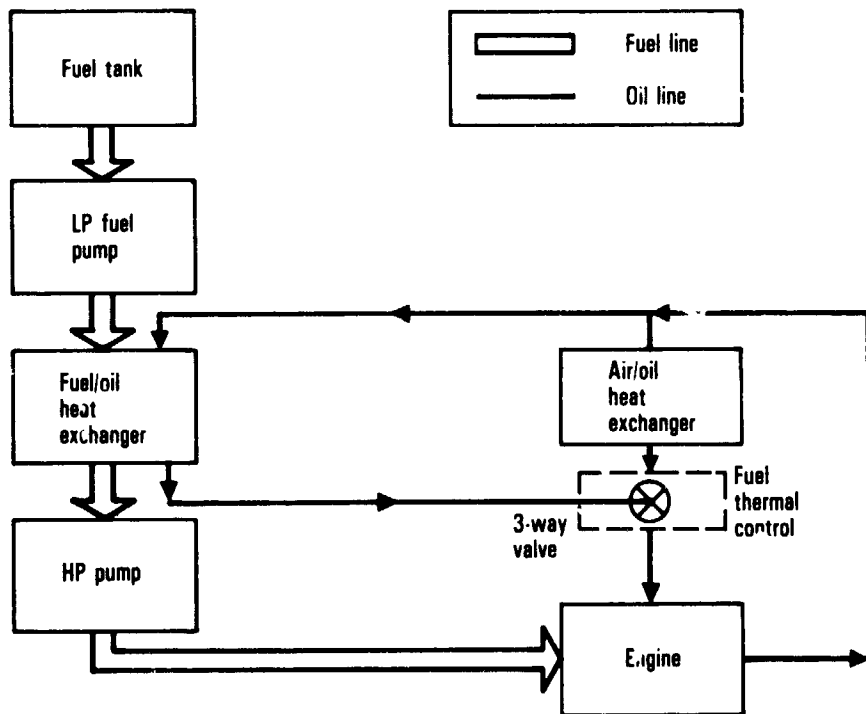 Fuel tank
Fuel line
Oil line
LP fuel
pump
Fuel/oil
heat
exchanger
Air/oil
heat
exchanger
Fuel
thermal
control
3-way
valve
HP pump
Engine